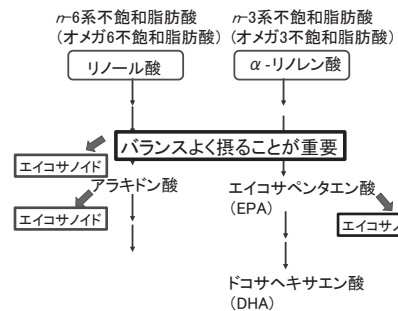 n-6系不飽和脂肪酸
(オメガ6不飽和脂肪酸)
リノール酸
n-3系不飽和脂肪酸
(オメガ3不飽和脂肪酸)
α-リノレン酸
バランスよく摂ることが重要
エイコサノイド
アラキドン酸
エイコサノイド
エイコサペンタエン酸
(EPA)
エイコサノ
ドコサヘキサエン酸
(DHA)